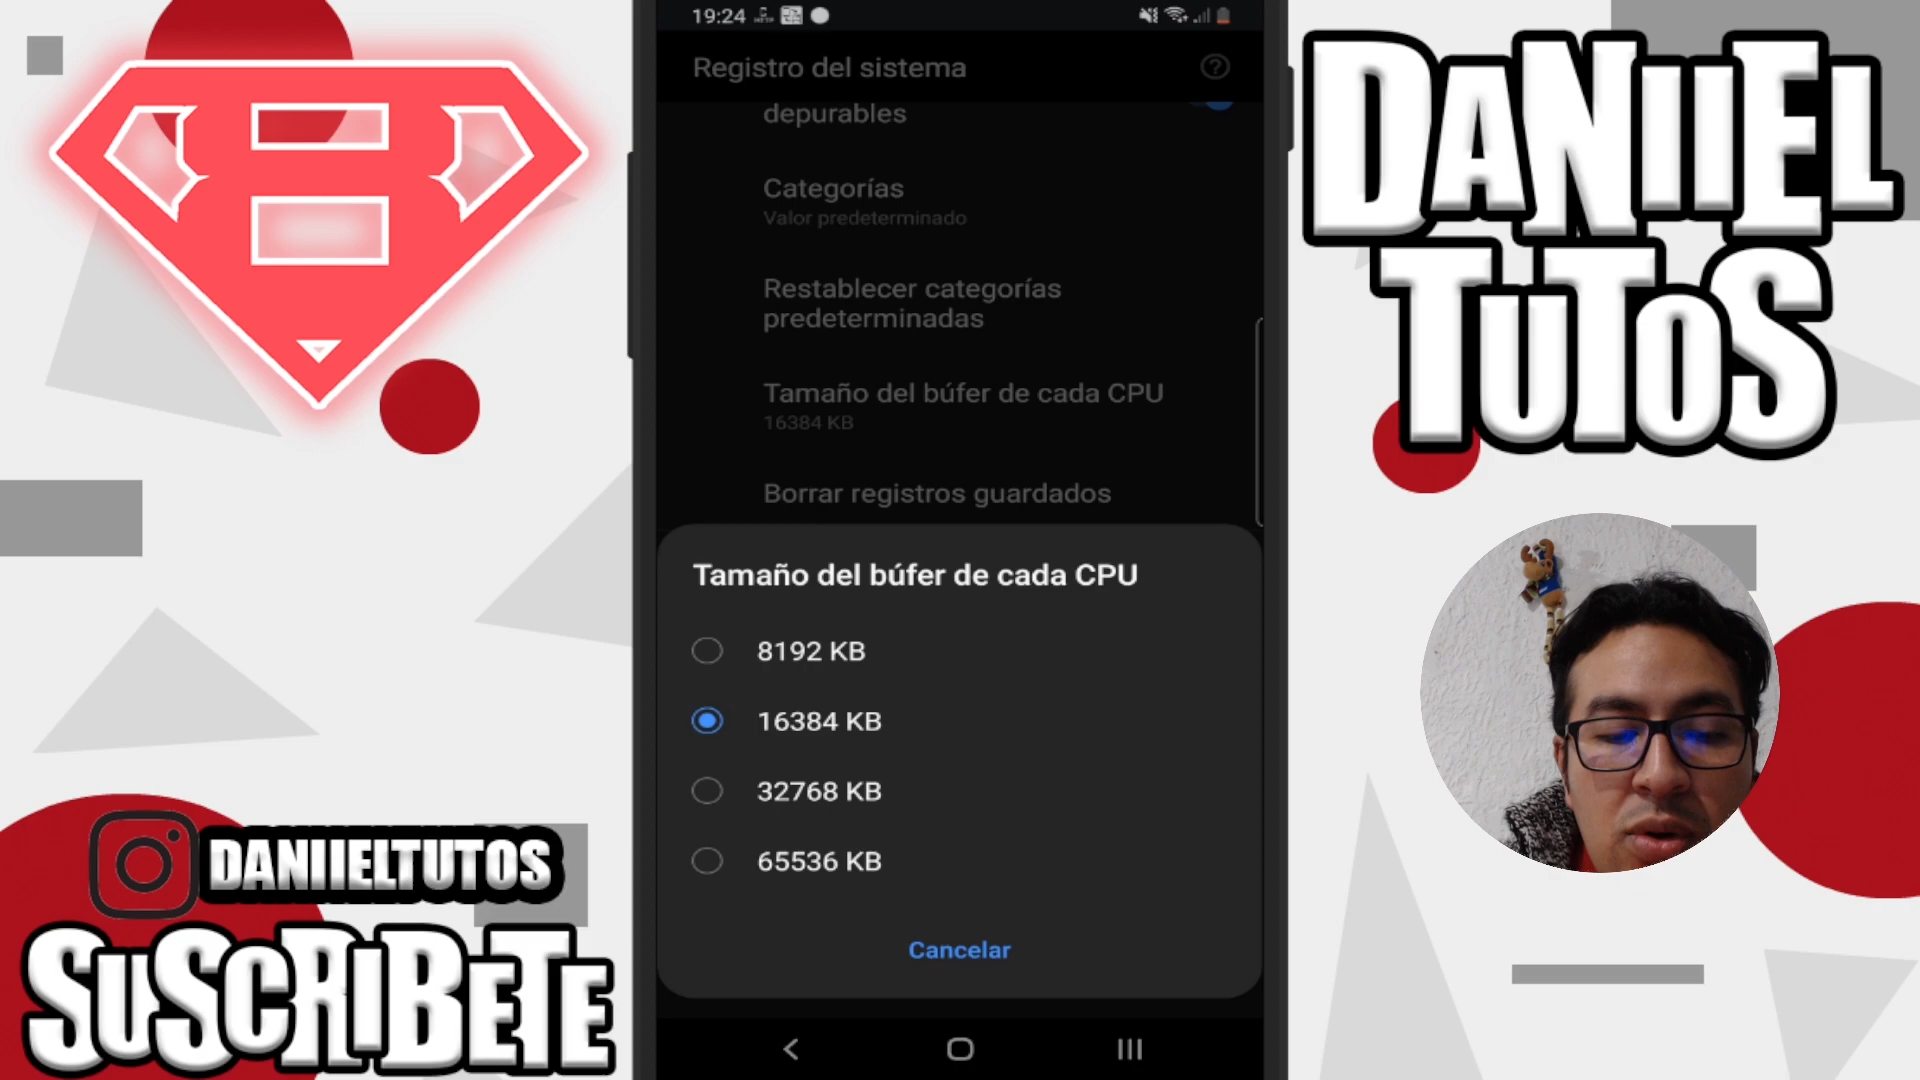 19:24
Registro del sistema
depurables
Categorías
Valor predeterminado
Restablecer categorías
predeterminadas
Tamaño del búfer de cada CPU
16384 KB
Borrar registros guardados
Tamaño del búfer de cada CPU
8192 KB
16384 KB
32768 KB
65536 KB
Cancelar
DANIIEL
TUTOS
DANIIELTUTOS
SUSCRIBETE